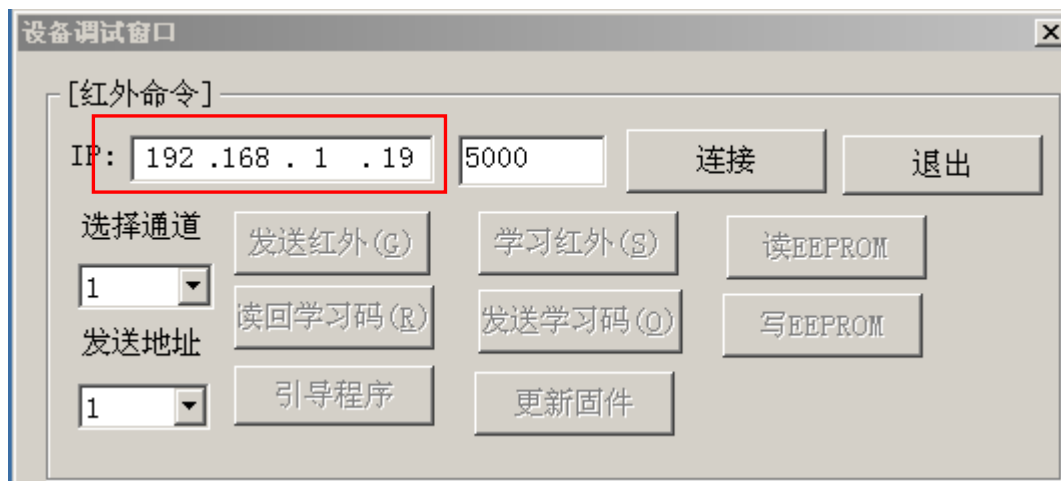 设备调试窗口
[红外命令]
IP: 192 .168 . 1 . 19 5000 连接 退出
选择通道 发送红外(G) 学习红外(S) 读EEPROM
1
读回学习码(R) 发送学习码(O) 写EEPROM
发送地址
1 引导程序 更新固件